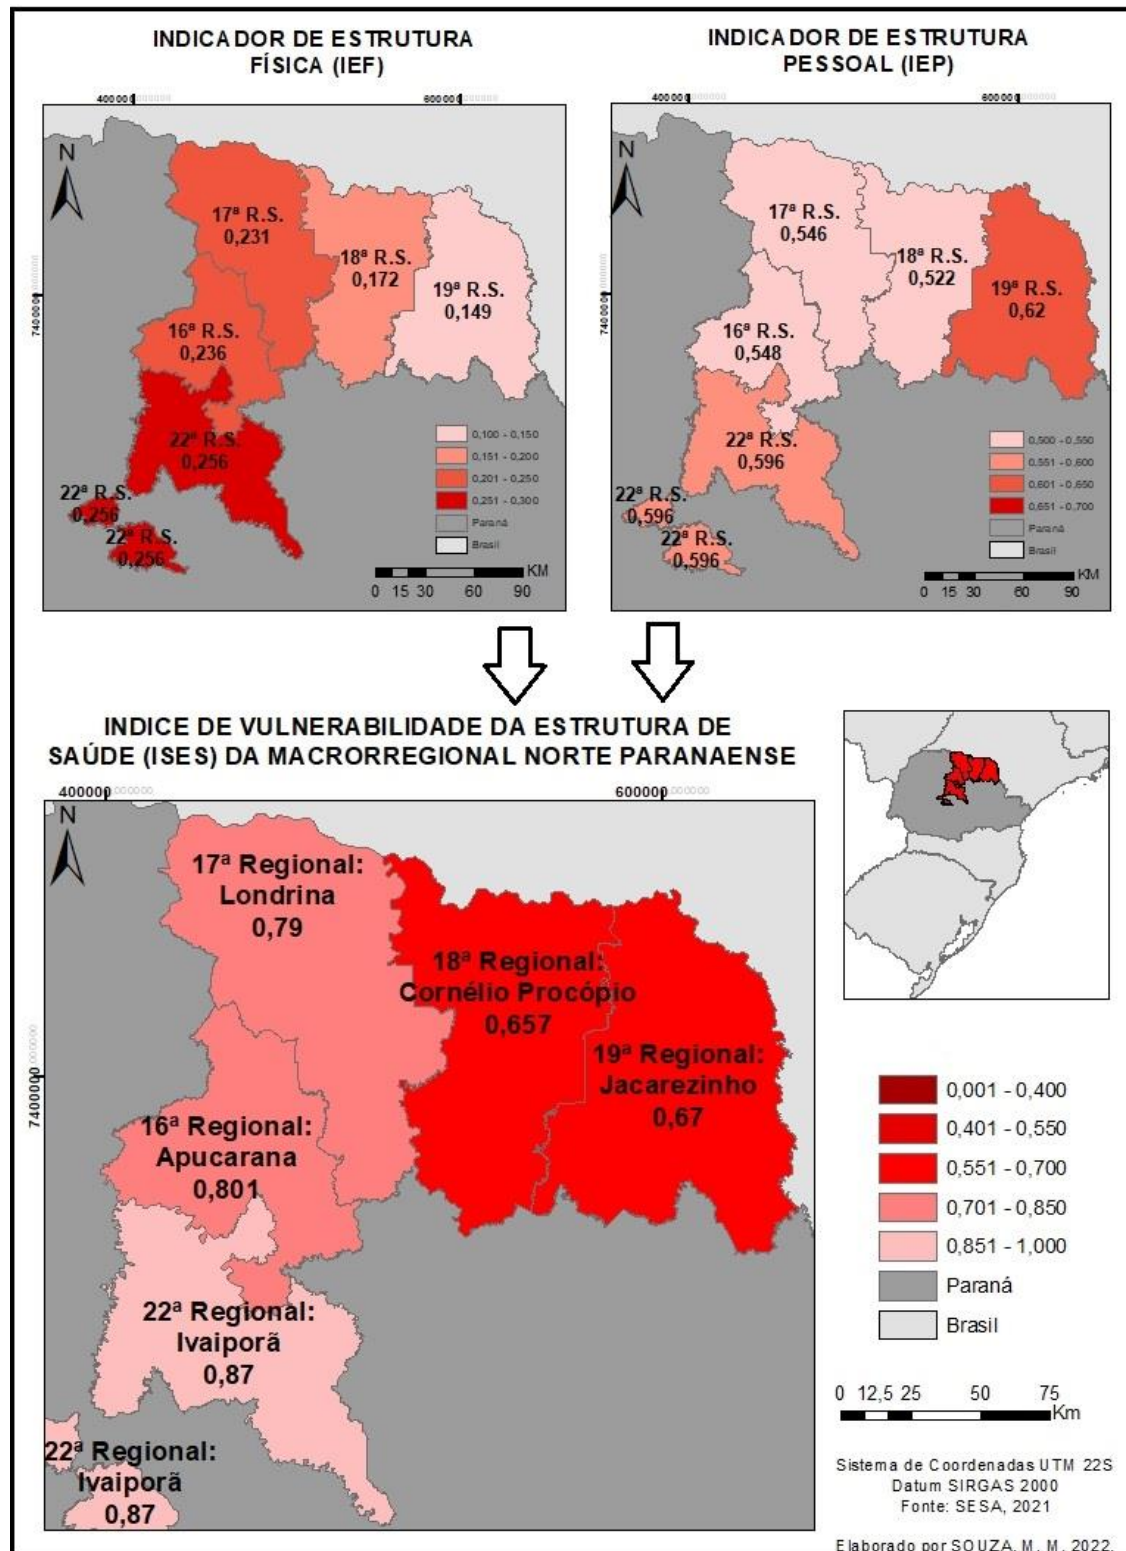 INDICADOR DE ESTRUTURA
FÍSICA (IEF)
400000,000000
600000,000000
7400000,000000
N
17ª R.S.
0,231
18ª R.S.
0,172
19ª R.S.
0,149
16ª R.S.
0,236
22ª R.S.
0,256
22ª R.S.
0,256
22ª R.S.
0,256
0,100 - 0,150
0,151 - 0,200
0,201 - 0,250
0,251 - 0,300
Paraná
Brasil
KM
0 15 30 60 90
INDICADOR DE ESTRUTURA
PESSOAL (IEP)
400000,000000
600000,000000
7400000,000000
N
17ª R.S.
0,546
18ª R.S.
0,522
19ª R.S.
0,62
16ª R.S.
0,548
22ª R.S.
0,596
22ª R.S.
0,596
22ª R.S.
0,596
0,500 - 0,550
0,551 - 0,600
0,601 - 0,650
0,651 - 0,700
Paraná
Brasil
KM
0 15 30 60 90
INDICE DE VULNERABILIDADE DA ESTRUTURA DE
SAÚDE (ISES) DA MACRORREGIONAL NORTE PARANAENSE
400000,000000
600000,000000
7400000,000000
N
17ª Regional:
Londrina
0,79
18ª Regional:
Cornélio Procópio
0,657
19ª Regional:
Jacarezinho
0,67
16ª Regional:
Apucarana
0,801
22ª Regional:
Ivaiporã
0,87
22ª Regional:
Ivaiporã
0,87
0,001 - 0,400
0,401 - 0,550
0,551 - 0,700
0,701 - 0,850
0,851 - 1,000
Paraná
Brasil
0 12,5 25 50 75
Km
Sistema de Coordenadas UTM 22S
Datum SIRGAS 2000
Fonte: SESA, 2021
Elaborado por SOUZA, M. M. 2022.